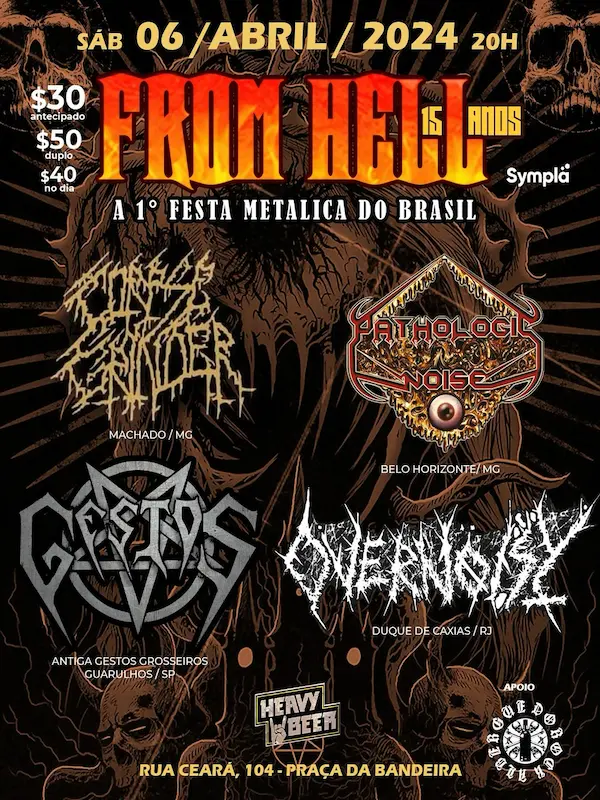 SÁB 06 / ABRIL / 2024 20H
$30
antecipado
$50
duplo
$40
no dia
FROM HELL
15 ANOS
Sympla
A 1° FESTA METALICA DO BRASIL
CORPSE
GRINDER
MACHADO / MG
PATHOLOGIC
NOISE
BELO HORIZONTE/ MG
GESTOS
ANTIGA GESTOS GROSSEIROS
GUARULHOS / SP
OVERNOISY
DUQUE DE CAXIAS / RJ
HEAVY
BEER
APOIO
RUA CEARÁ, 104 - PRAÇA DA BANDEIRA